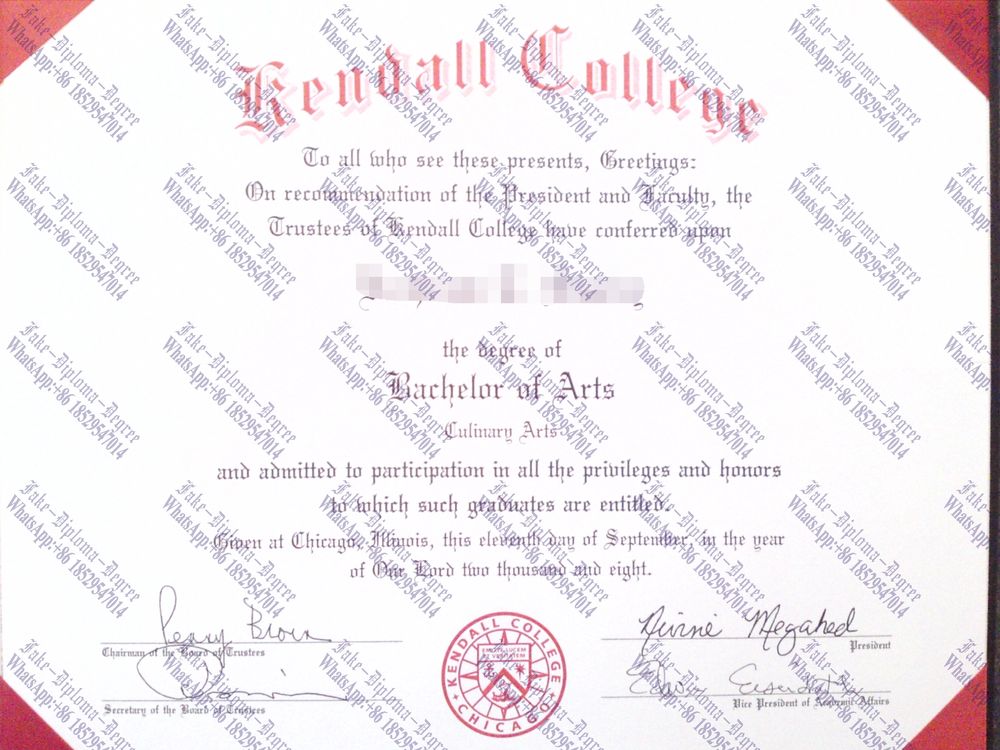 Kendall College
To all who see these presents, Greetings:
On recommendation of the President and Faculty, the
Trustees of Kendall College have conferred upon
the degree of
Bachelor of Arts
Culinary Arts
and admitted to participation in all the privileges and honors
to which such graduates are entitled.
Given at Chicago, Illinois, this eleventh day of September, in the year
of Our Lord two thousand and eight.
Chairman of the Board of Trustees
Secretary of the Board of Trustees
KENDALL COLLEGE
CHICAGO
Nivine Megahed
President
Vice President of Academic Affairs
Fake-Diploma-Degree
WhatsApp:+86 18529547014